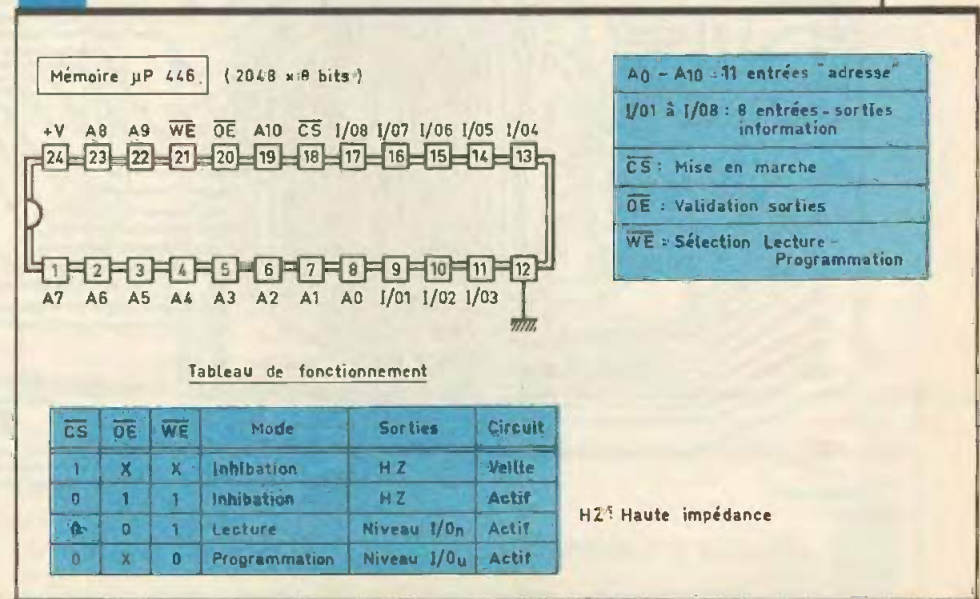 Mémoire µP 446. (2048 x 8 bits)
+V A8 A9 WE OE A10 CS I/08 I/07 I/06 I/05 I/04
24 23 22 21 20 19 18 17 16 15 14 13
1 2 3 4 5 6 7 8 9 10 11 12
A7 A6 A5 A4 A3 A2 A1 A0 I/01 I/02 I/03
A0 - A10 : 11 entrées "adresse"
I/01 à I/08 : 8 entrées - sorties
information
CS : Mise en marche
OE : Validation sorties
WE : Sélection Lecture -
Programmation
Tableau de fonctionnement
CS OE WE Mode Sorties Circuit
1 X X Inhibation HZ Veille
0 1 1 Inhibation HZ Actif
0 1 Lecture Niveau I/0n Actif
0 X 0 Programmation Niveau I/0u Actif
HZ : Haute impédance